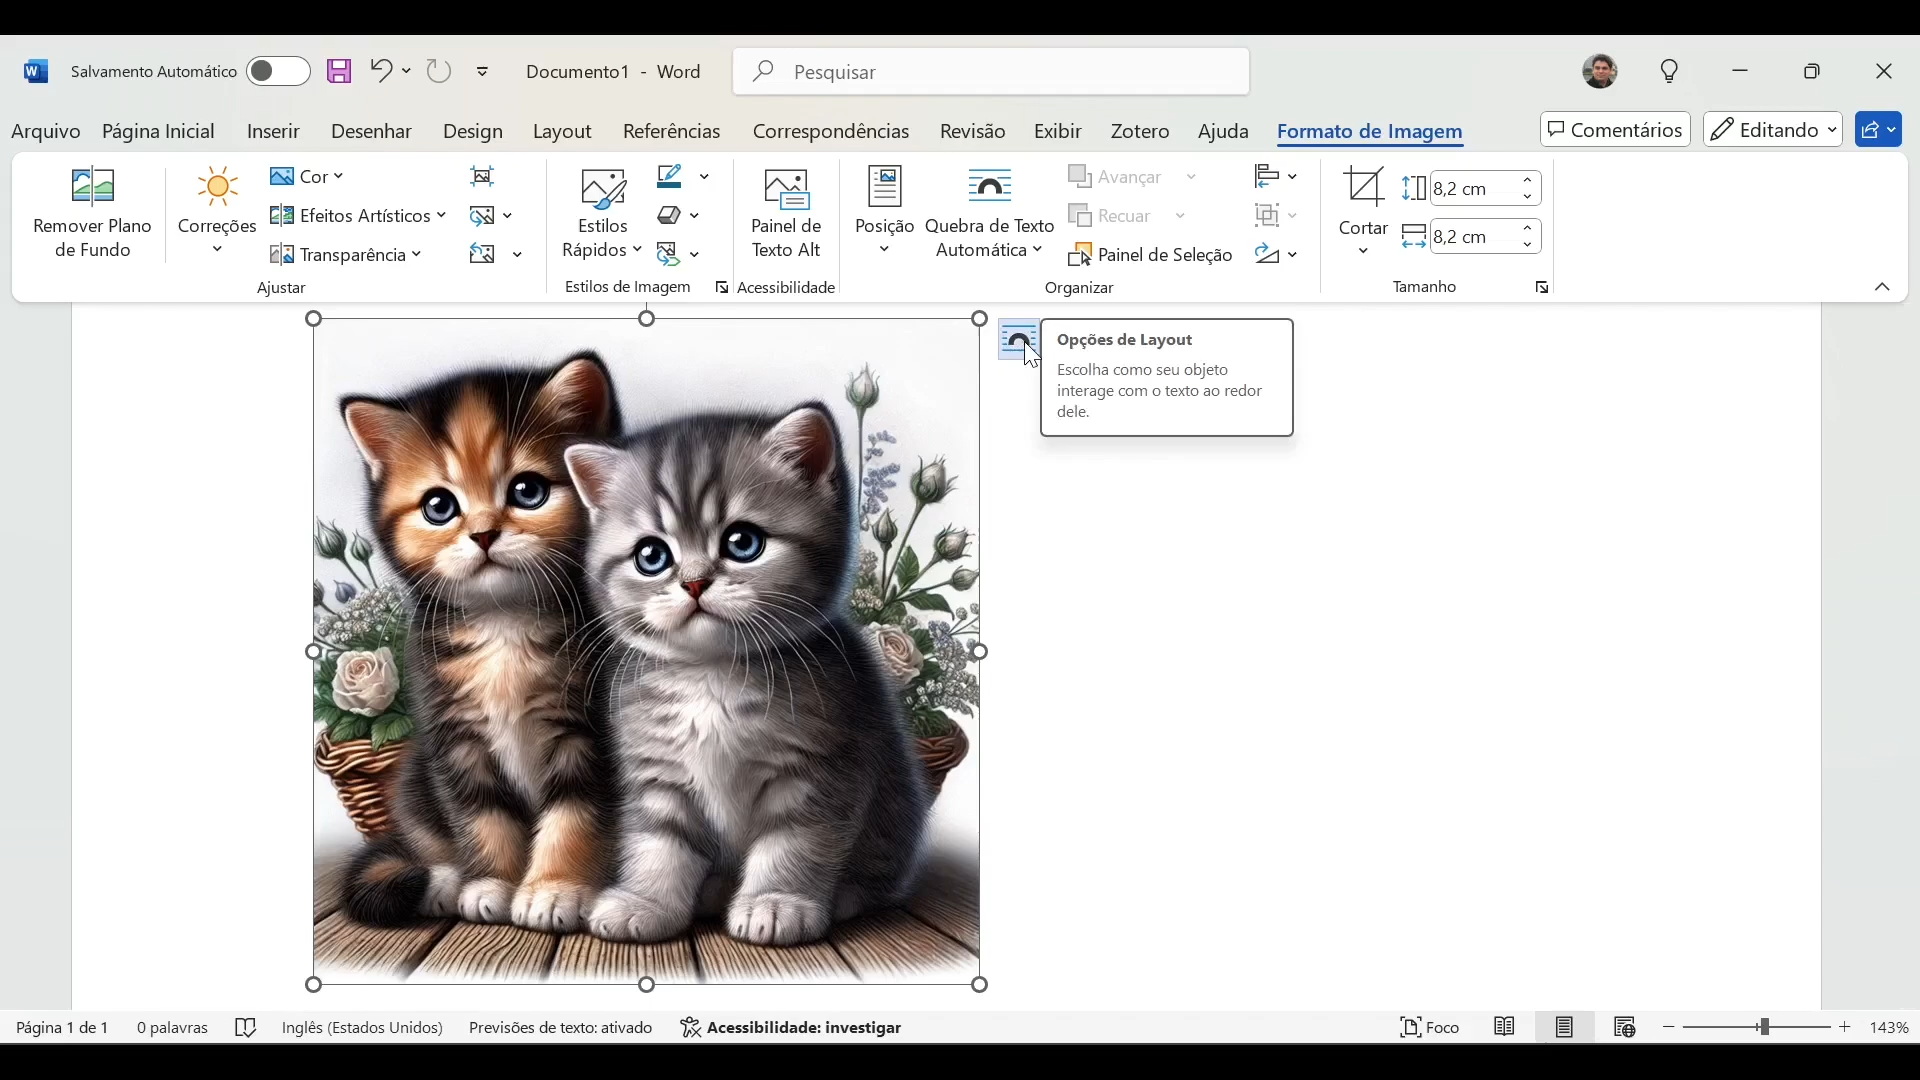 Salvamento Automático
Documento1 - Word
Pesquisar
Arquivo Página Inicial Inserir Desenhar Design Layout Referências Correspondências Revisão Exibir Zotero Ajuda Formato de Imagem
Comentários
Editando
Remover Plano
de Fundo
Correções
Cor
Efeitos Artísticos
Transparência
Ajustar
Estilos
Rápidos
Estilos de Imagem
Painel de
Texto Alt
Acessibilidade
Posição
Quebra de Texto
Automática
Avançar
Recuar
Painel de Seleção
Organizar
Cortar
8,2 cm
8,2 cm
Tamanho
Opções de Layout
Escolha como seu objeto
interage com o texto ao redor
dele.
Página 1 de 1 0 palavras Inglês (Estados Unidos) Previsões de texto: ativado Acessibilidade: investigar Foco 143%